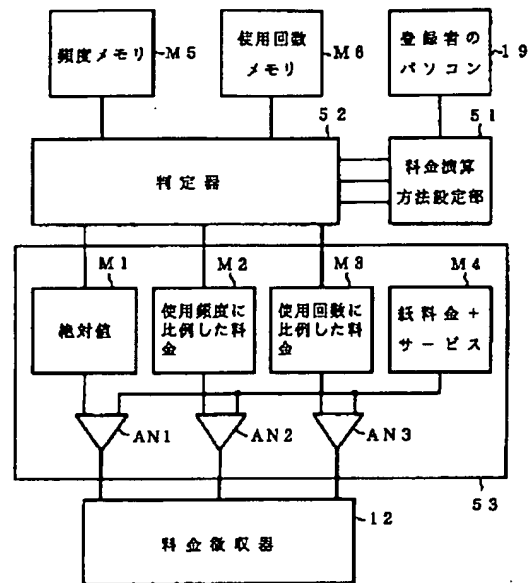 頻度メモリ
M5
使用回数
メモリ
M6
登録者の
パソコン
19
52
51
判定器
料金演算
方法設定部
M1
M2
M3
M4
絶対値
使用頻度に
比例した料
金
使用回数に
比例した料
金
紙料金+
サービス
AN1
AN2
AN3
53
12
料金徴収器